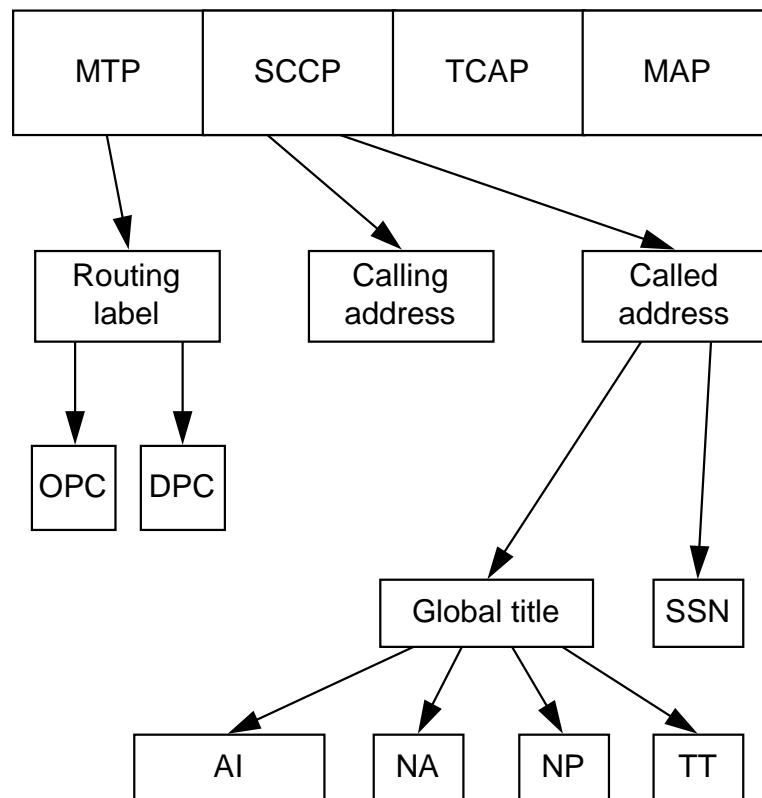 MTP SCCP TCAP MAP
Routing label
Calling address
Called address
OPC DPC
Global title SSN
AI NA NP TT